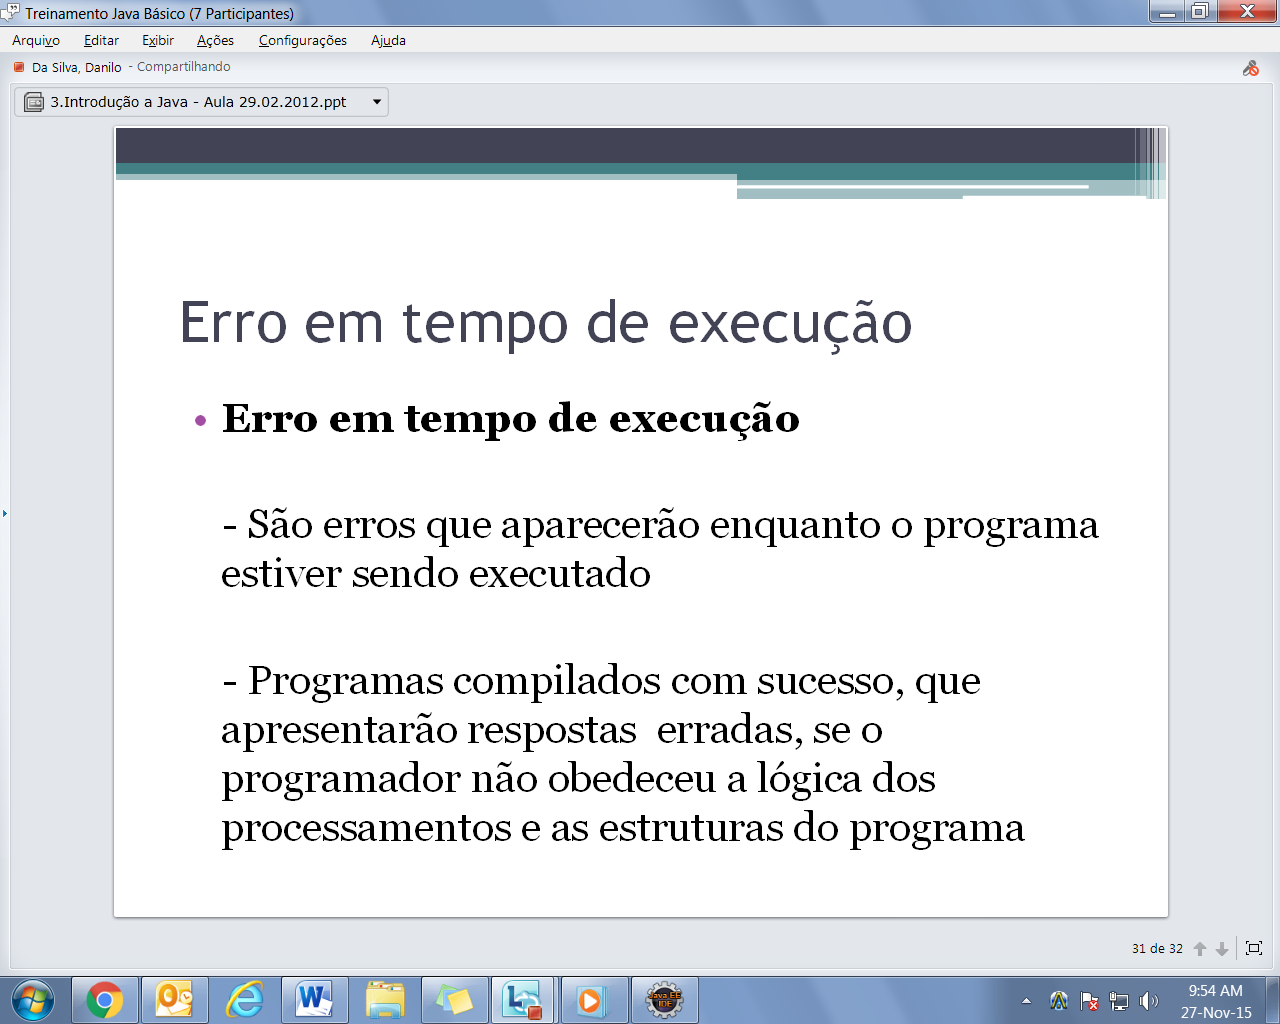 Treinamento Java Básico (7 Participantes)
Arquivo Editar Exibir Ações Configurações Ajuda
Da Silva, Danilo - Compartilhando
3.Introdução a Java - Aula 29.02.2012.ppt
Erro em tempo de execução
• Erro em tempo de execução
- São erros que aparecerão enquanto o programa
estiver sendo executado
- Programas compilados com sucesso, que
apresentarão respostas  erradas, se o
programador não obedeceu a lógica dos
processamentos e as estruturas do programa
31 de 32
Java EE
IDE
9:54 AM
27-Nov-15